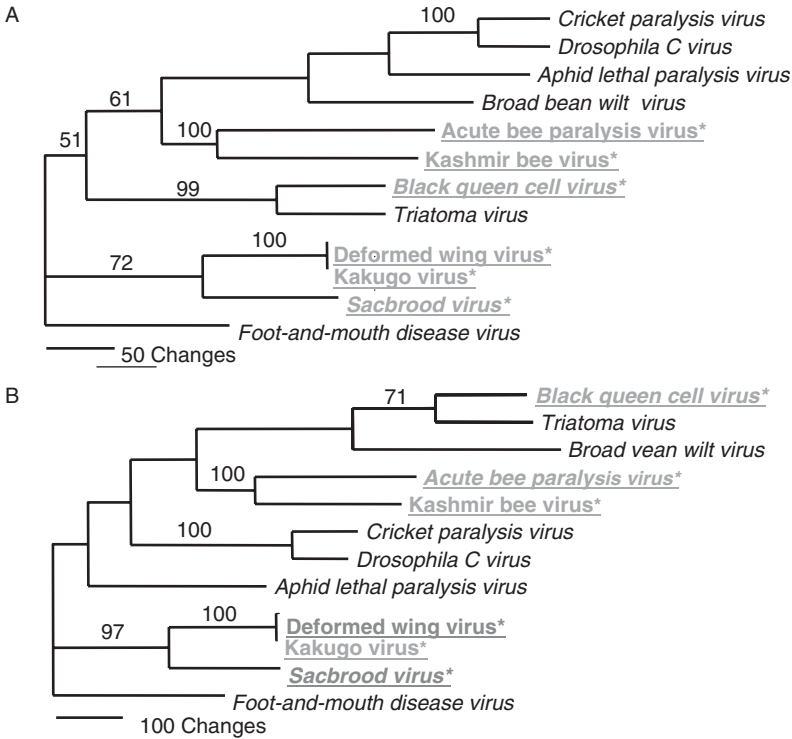 A
100
Cricket paralysis virus
Drosophila C virus
Aphid lethal paralysis virus
Broad bean wilt virus
61
100
Acute bee paralysis virus*
51
Kashmir bee virus*
99
Black queen cell virus*
Triatoma virus
100
Deformed wing virus*
72
Kakugo virus*
Sacbrood virus*
Foot-and-mouth disease virus
50 Changes
B
71
Black queen cell virus*
Triatoma virus
Broad vean wilt virus
100
Acute bee paralysis virus*
Kashmir bee virus*
100
Cricket paralysis virus
Drosophila C virus
Aphid lethal paralysis virus
100
Deformed wing virus*
97
Kakugo virus*
Sacbrood virus*
Foot-and-mouth disease virus
100 Changes